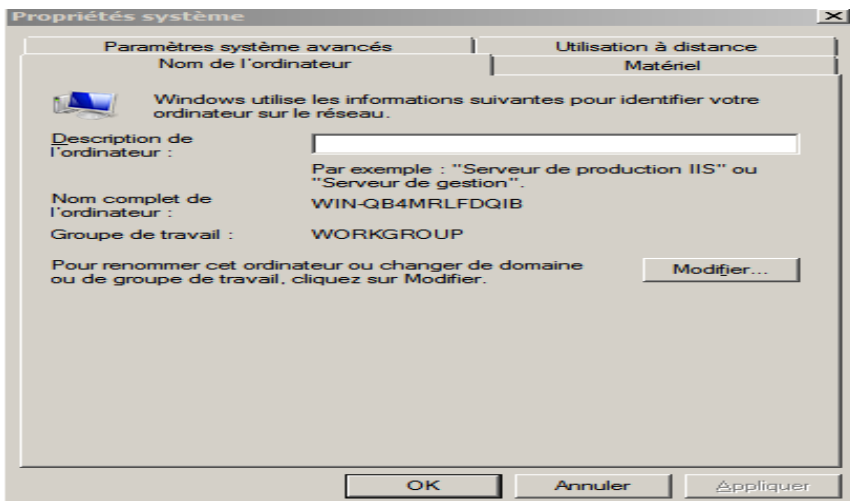 Propriétés système
Paramètres système avancés
Utilisation à distance
Nom de l'ordinateur
Matériel
Windows utilise les informations suivantes pour identifier votre
ordinateur sur le réseau.
Description de
l'ordinateur :
Par exemple : "Serveur de production IIS" ou
"Serveur de gestion".
Nom complet de
l'ordinateur :
WIN-QB4MRLFDQIB
Groupe de travail :
WORKGROUP
Pour renommer cet ordinateur ou changer de domaine
ou de groupe de travail, cliquez sur Modifier.
Modifier...
OK
Annuler
Appliquer